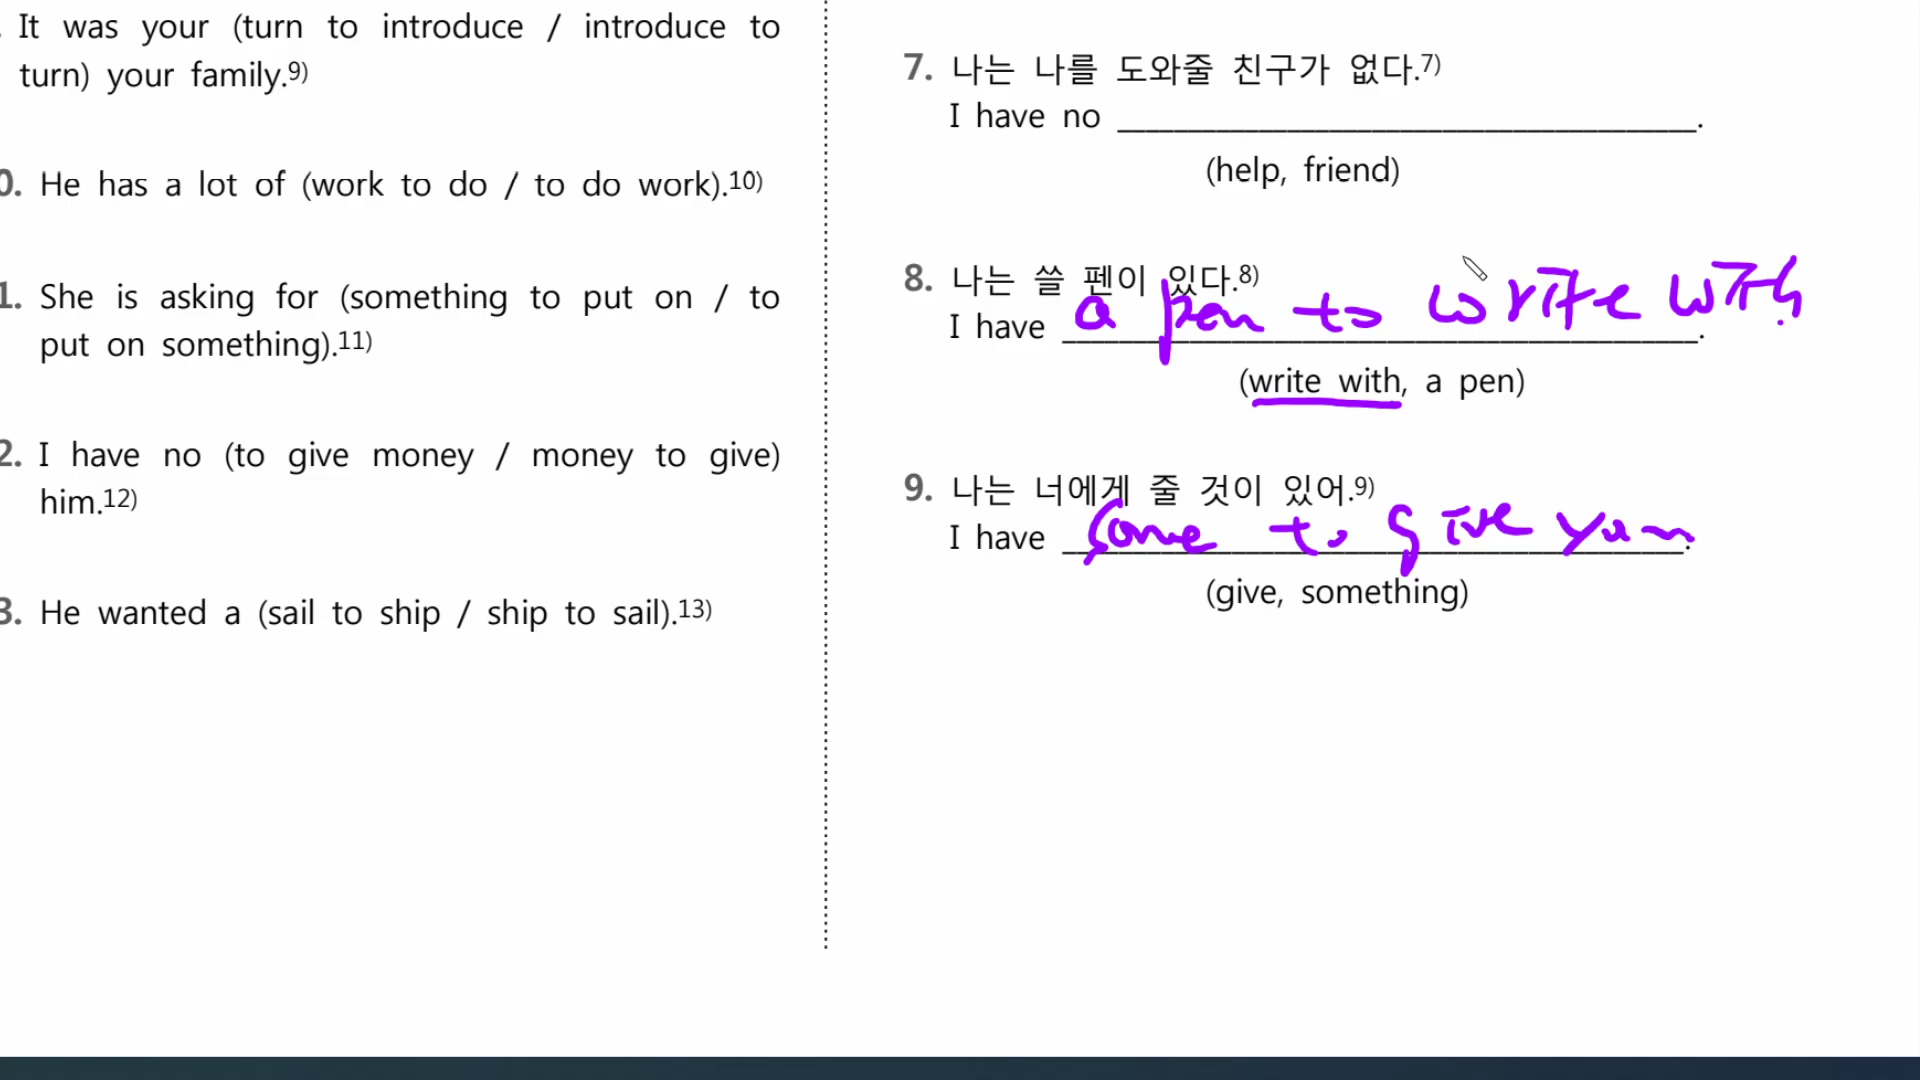 . It was your (turn to introduce / introduce to
turn) your family.9)
0. He has a lot of (work to do / to do work).10)
1. She is asking for (something to put on / to
put on something).11)
2. I have no (to give money / money to give)
him.12)
3. He wanted a (sail to ship / ship to sail).13)
7. 나는 나를 도와줄 친구가 없다.7)
I have no ______________________________.
(help, friend)
8. 나는 쓸 펜이 있다.8)
I have a pen to write with.
(write with, a pen)
9. 나는 너에게 줄 것이 있어.9)
I have some to give you.
(give, something)